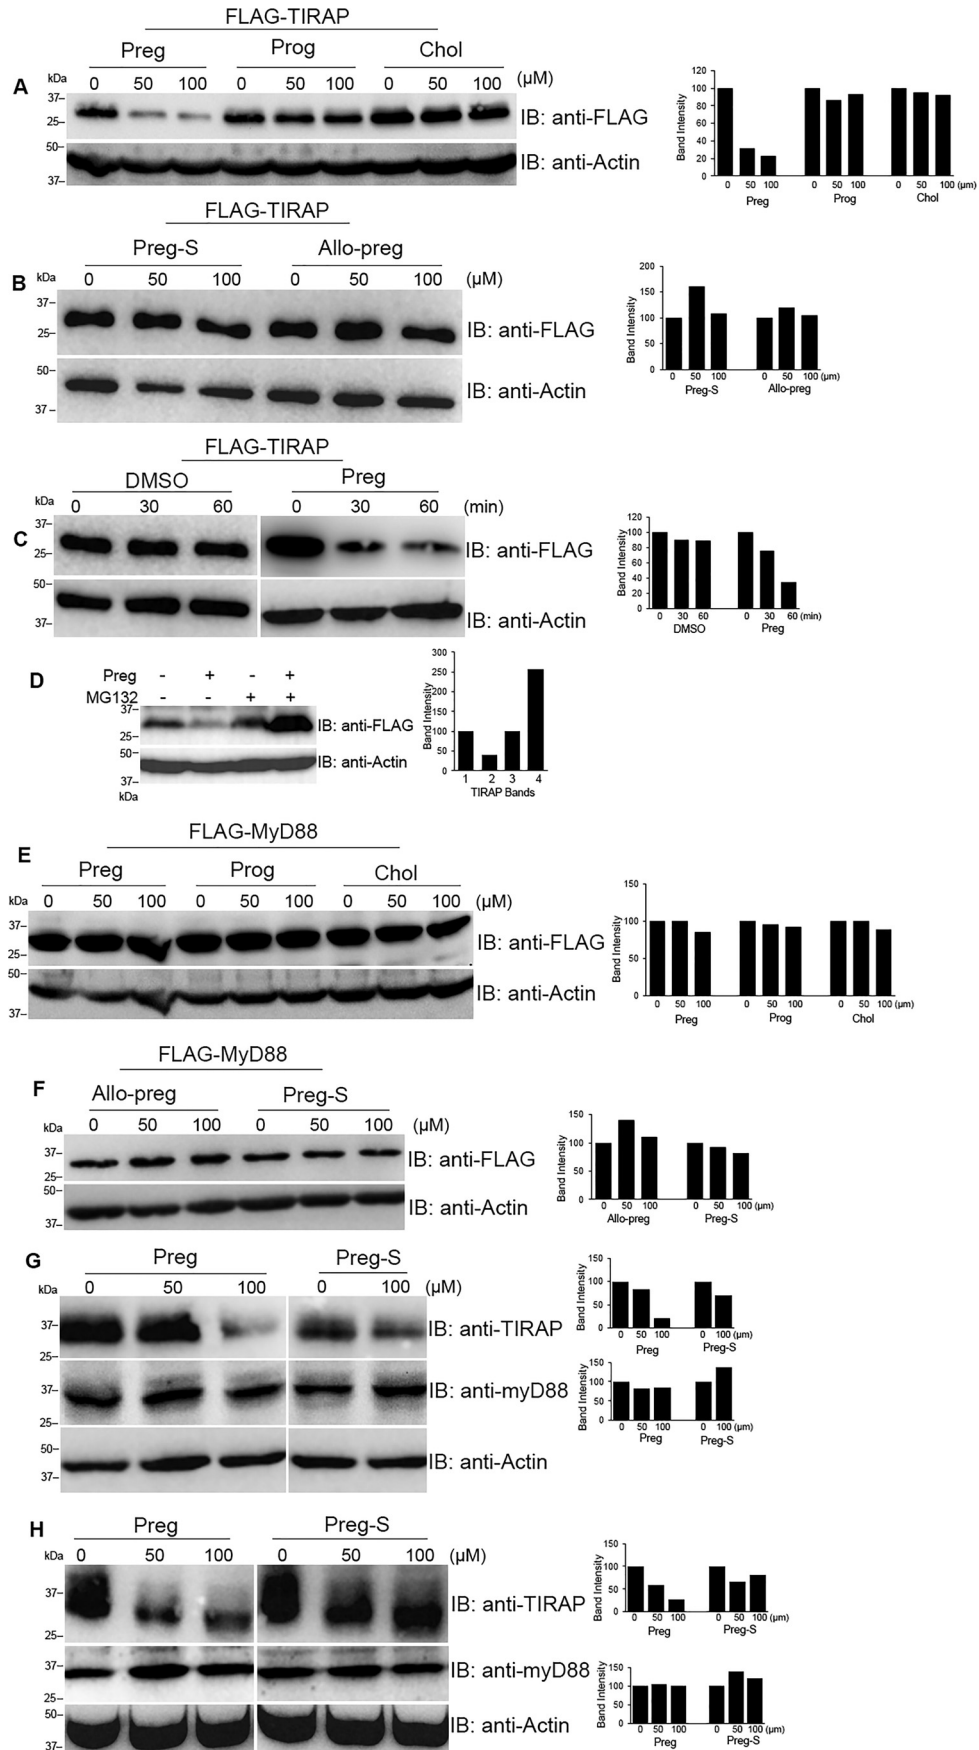 FLAG-TIRAP
Preg Prog Chol
kDa 0 50 100 0 50 100 0 50 100 (µM)
A
37– IB: anti-FLAG
25–
50– IB: anti-Actin
37–
Band Intensity
120
100
80
60
40
20
0
0 50 100 0 50 100 0 50 100 (µm)
Preg Prog Chol
FLAG-TIRAP
Preg-S Allo-preg
kDa 0 50 100 0 50 100 (µM)
B
37–
25– IB: anti-FLAG
50–
37– IB: anti-Actin
Band Intensity
200
150
100
50
0
0 50 100 0 50 100 (µm)
Preg-S Allo-preg
FLAG-TIRAP
DMSO Preg
kDa 0 30 60 0 30 60 (min)
C
37–
25– IB: anti-FLAG
50–
37– IB: anti-Actin
Band Intensity
120
100
80
60
40
20
0
0 30 60 0 30 60 (min)
DMSO Preg
D
Preg - + - +
MG132 - - + +
37– IB: anti-FLAG
25–
50– IB: anti-Actin
37–
kDa
Band Intensity
300
250
200
150
100
50
0
1 2 3 4
TIRAP Bands
FLAG-MyD88
E
Preg Prog Chol
kDa 0 50 100 0 50 100 0 50 100 (µM)
37– IB: anti-FLAG
25–
50– IB: anti-Actin
37–
Band Intensity
150
100
50
0
0 50 100 0 50 100 0 50 100 (µm)
Preg Prog Chol
FLAG-MyD88
F
Allo-preg Preg-S
kDa 0 50 100 0 50 100 (µM)
37– IB: anti-FLAG
25–
50– IB: anti-Actin
37–
Band Intensity
150
100
50
0
0 50 100 0 50 100 (µm)
Allo-preg Preg-S
G
Preg Preg-S
kDa 0 50 100 0 100 (µM)
37– IB: anti-TIRAP
25–
37– IB: anti-myD88
25–
50– IB: anti-Actin
37–
Band Intensity
150
100
50
0
0 50 100 0 100 (µm)
Preg Preg-S
Band Intensity
150
100
50
0
0 50 100 0 100 (µm)
Preg Preg-S
H
Preg Preg-S
kDa 0 50 100 0 50 100 (µM)
37– IB: anti-TIRAP
25–
37– IB: anti-myD88
25–
50– IB: anti-Actin
37–
Band Intensity
150
100
50
0
0 50 100 0 50 100 (µm)
Preg Preg-S
Band Intensity
150
100
50
0
0 50 100 0 50 100 (µm)
Preg Preg-S